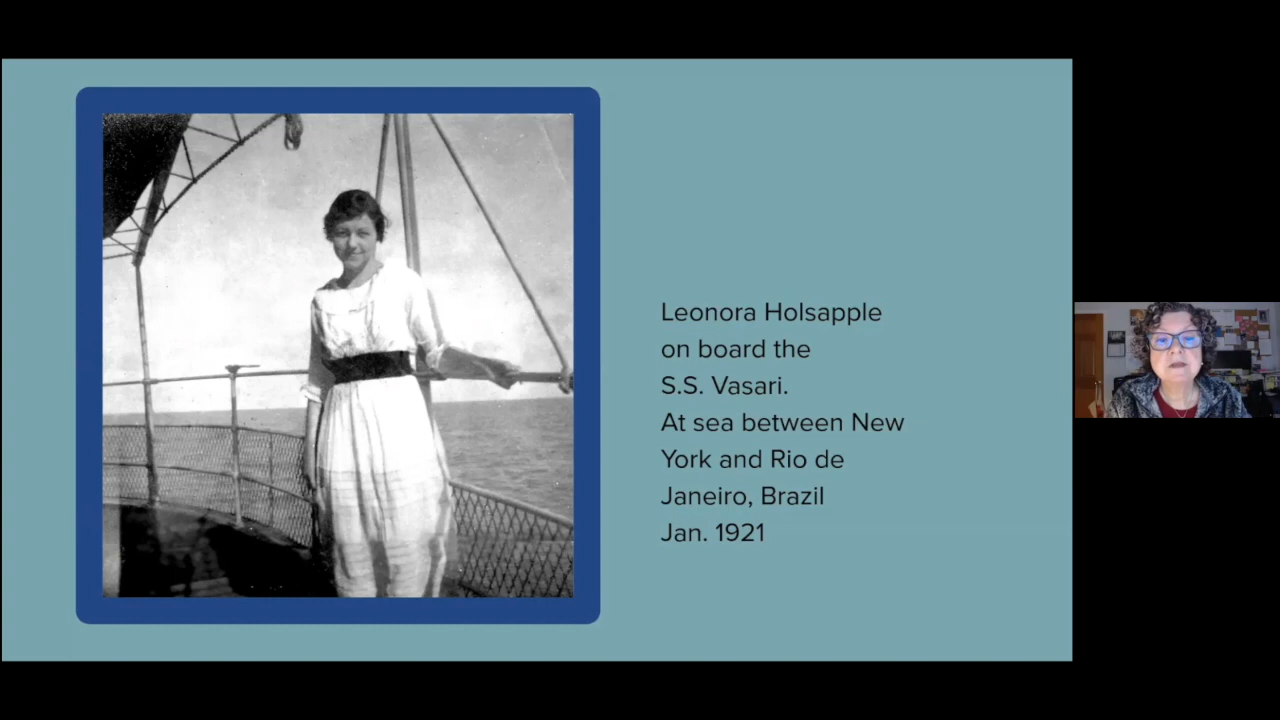 Leonora Holsapple
on board the
S.S. Vasari.
At sea between New
York and Rio de
Janeiro, Brazil
Jan. 1921